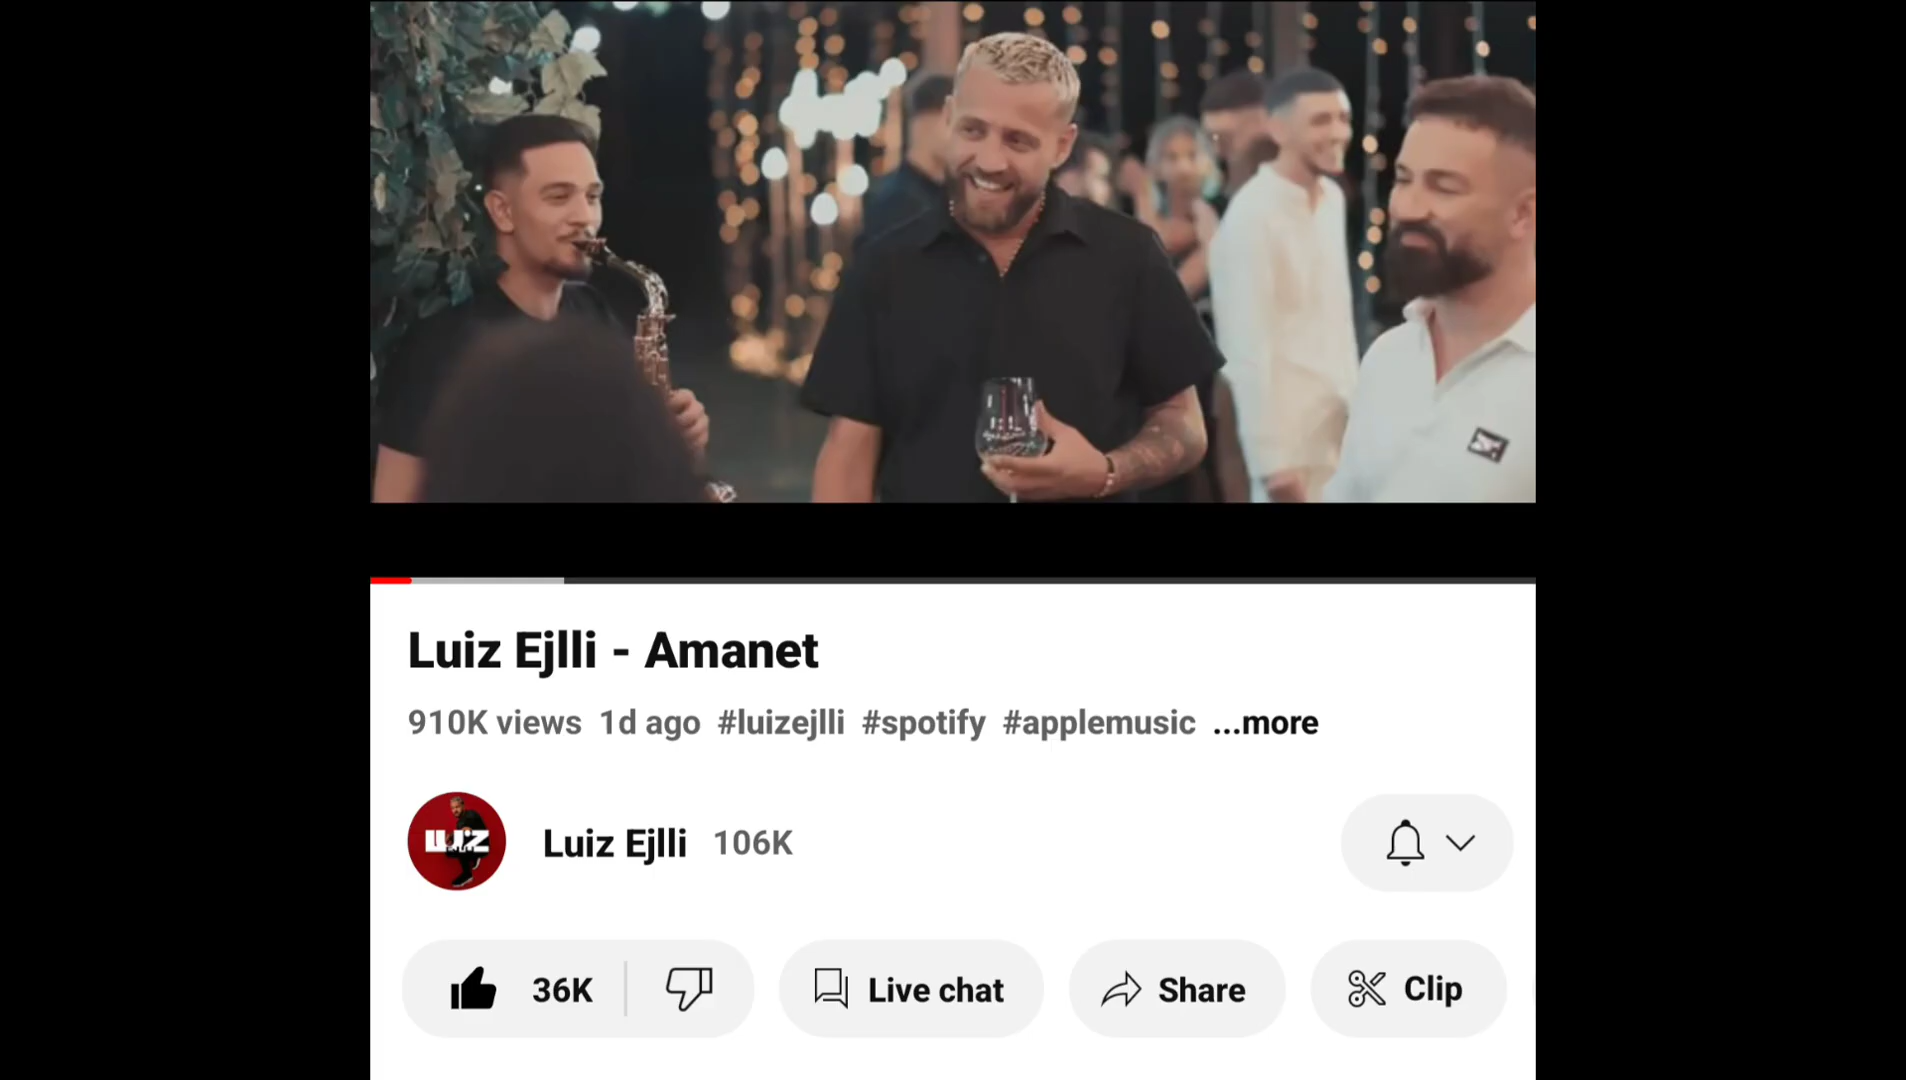 Luiz Ejlli - Amanet
910K views 1d ago #luizejlli #spotify #applemusic ...more
LUIZ
Luiz Ejlli 106K
36K Live chat Share Clip